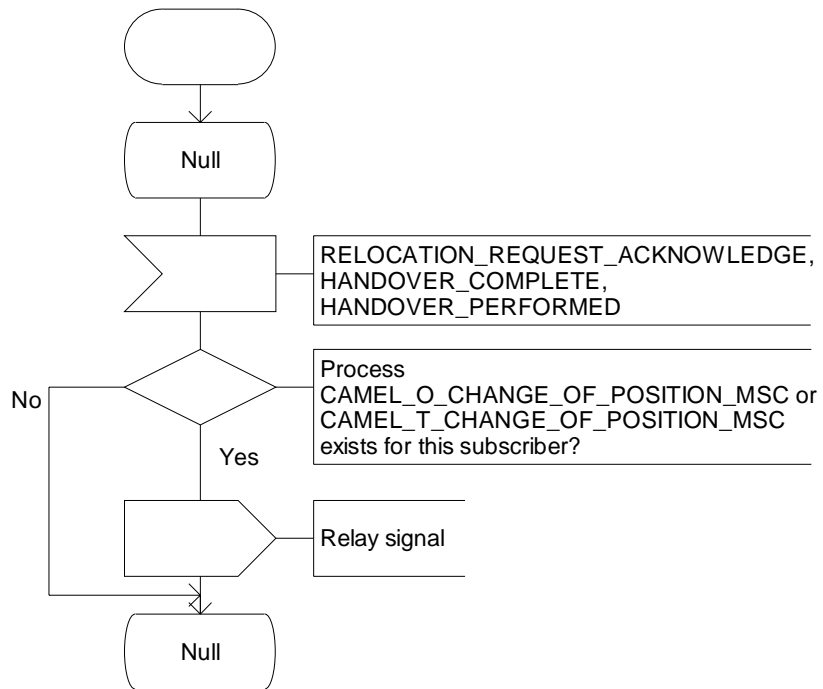 Null
RELOCATION_REQUEST_ACKNOWLEDGE,
HANDOVER_COMPLETE,
HANDOVER_PERFORMED
Process
CAMEL_O_CHANGE_OF_POSITION_MSC or
CAMEL_T_CHANGE_OF_POSITION_MSC
exists for this subscriber?
No
Yes
Relay signal
Null